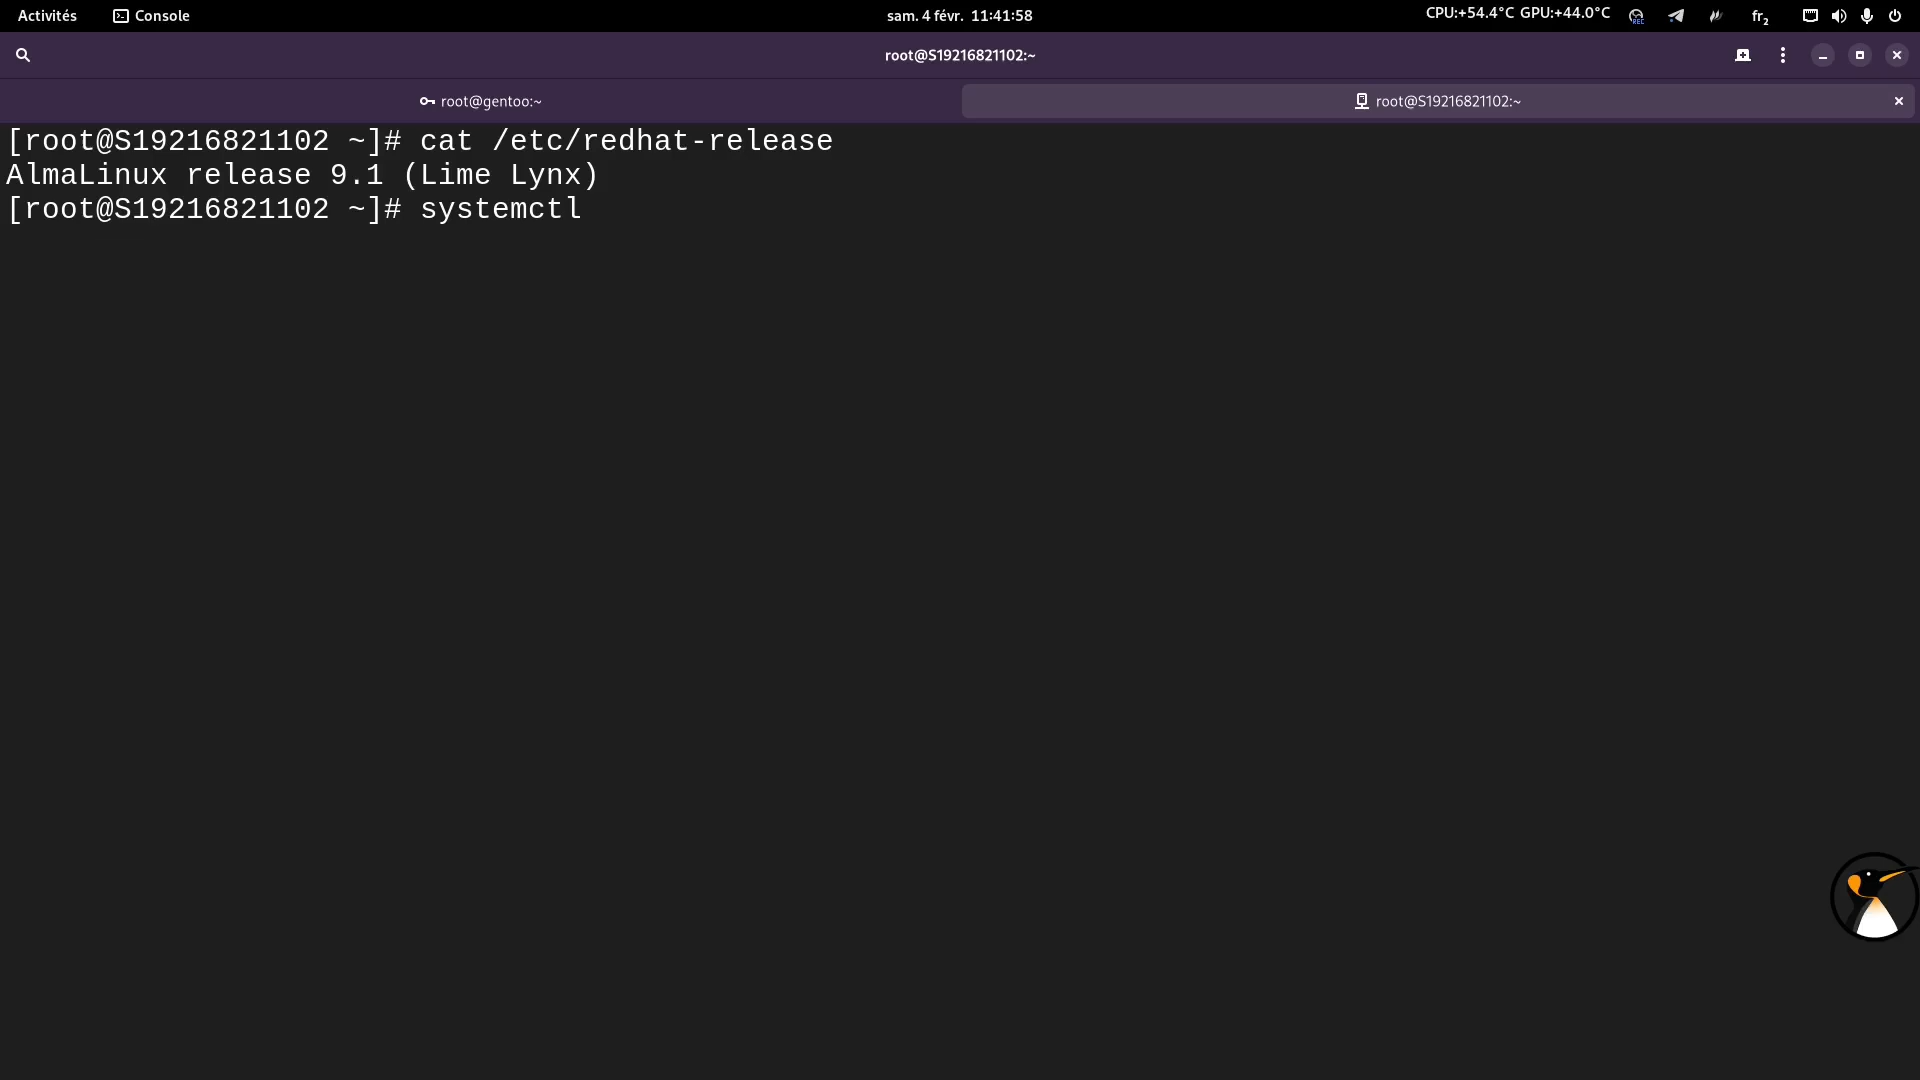 Activités Console sam. 4 févr. 11:41:58 CPU:+54.4°C GPU:+44.0°C REC fr₂
root@S19216821102:~
root@gentoo:~ root@S19216821102:~
[root@S19216821102 ~]# cat /etc/redhat-release
AlmaLinux release 9.1 (Lime Lynx)
[root@S19216821102 ~]# systemctl